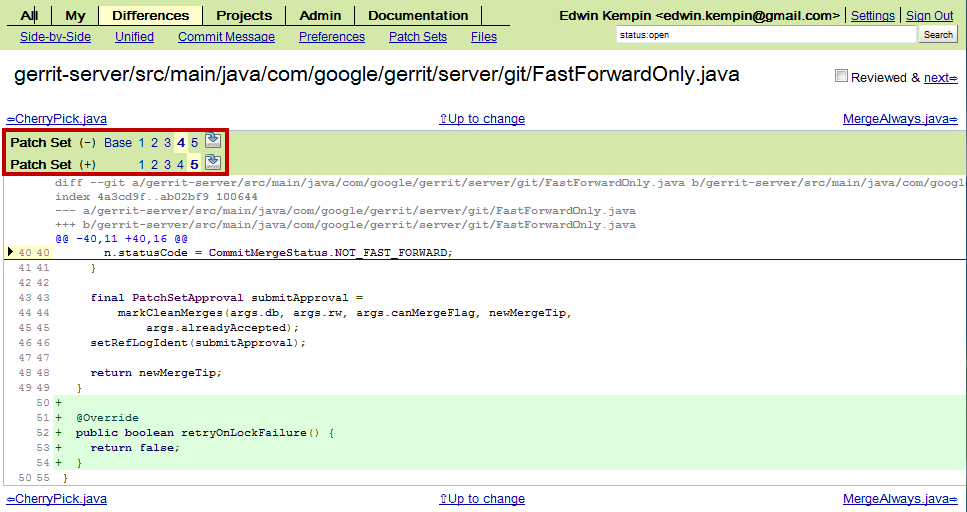 All My Differences Projects Admin Documentation Edwin Kempin <edwin.kempin@gmail.com> Settings Sign Out
Side-by-Side Unified Commit Message Preferences Patch Sets Files status:open Search
gerrit-server/src/main/java/com/google/gerrit/server/git/FastForwardOnly.java Reviewed & next⇨
⇦CherryPick.java ⇧Up to change MergeAlways.java⇨
Patch Set (-) Base 1 2 3 4 5
Patch Set (+) 1 2 3 4 5
diff --git a/gerrit-server/src/main/java/com/google/gerrit/server/git/FastForwardOnly.java b/gerrit-server/src/main/java/com/goog
index 4a3cd9f..ab02bf9 100644
--- a/gerrit-server/src/main/java/com/google/gerrit/server/git/FastForwardOnly.java
+++ b/gerrit-server/src/main/java/com/google/gerrit/server/git/FastForwardOnly.java
@@ -40,11 +40,16 @@
40 40 n.statusCode = CommitMergeStatus.NOT_FAST_FORWARD;
41 41 }
42 42
43 43 final PatchSetApproval submitApproval =
44 44 markCleanMerges(args.db, args.rw, args.canMergeFlag, newMergeTip,
45 45 args.alreadyAccepted);
46 46 setRefLogIdent(submitApproval);
47 47
48 48 return newMergeTip;
49 49 }
50 +
51 + @Override
52 + public boolean retryOnLockFailure() {
53 + return false;
54 + }
50 55 }
⇦CherryPick.java ⇧Up to change MergeAlways.java⇨